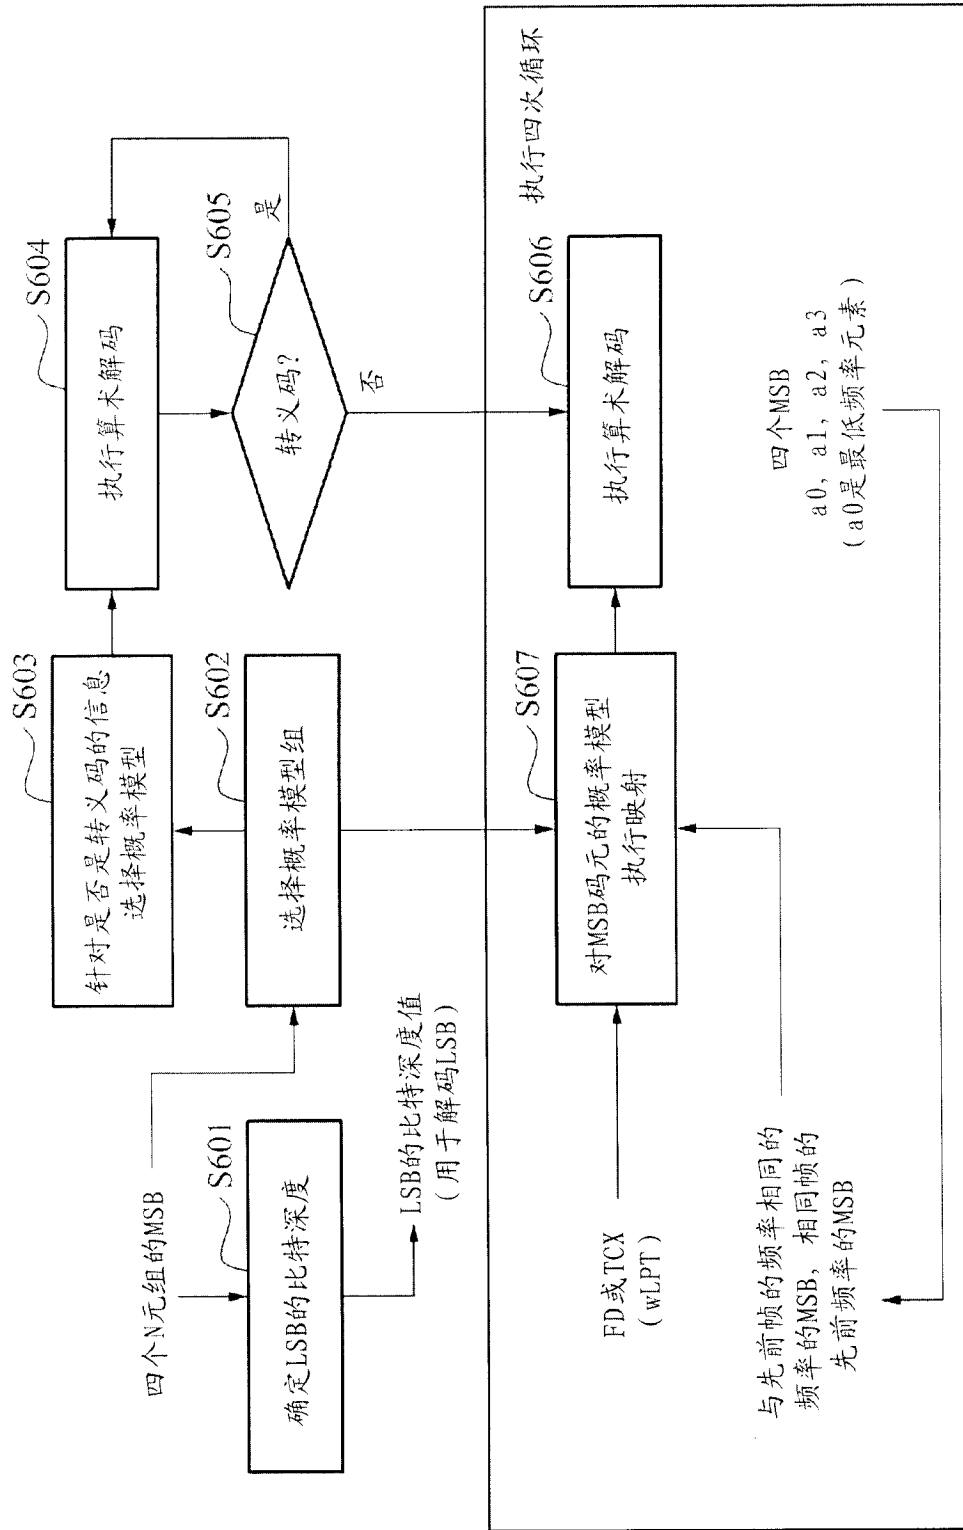 四个N元组的MSB
S601
确定LSB的比特深度
LSB的比特深度值
(用于解码LSB)
S603
针对是否是转义码的信息
选择概率模型
S602
选择概率模型组
S604
执行算术解码
S605
转义码?
是
否
执行四次循环
FD或TCX
(wLPT)
S607
对MSB码元的概率模型
执行映射
S606
执行算术解码
与先前帧的频率相同的
频率的MSB, 相同帧的
先前频率的MSB
四个MSB
a0, a1, a2, a3
(a0是最低频率元素)